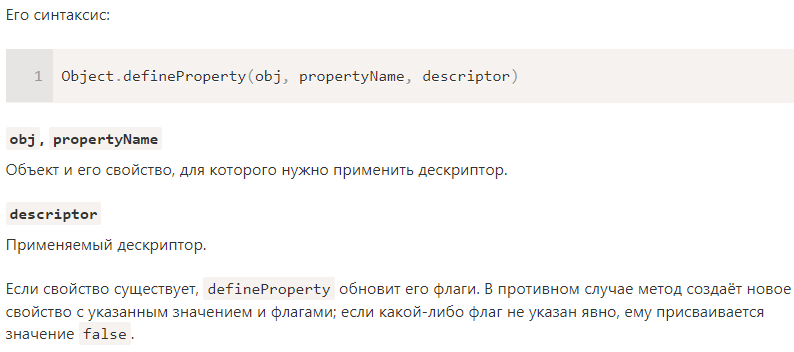 Его синтаксис:
1 Object.defineProperty(obj, propertyName, descriptor)
obj, propertyName
Объект и его свойство, для которого нужно применить дескриптор.
descriptor
Применяемый дескриптор.
Если свойство существует, defineProperty обновит его флаги. В противном случае метод создаёт новое
свойство с указанным значением и флагами; если какой-либо флаг не указан явно, ему присваивается
значение false.